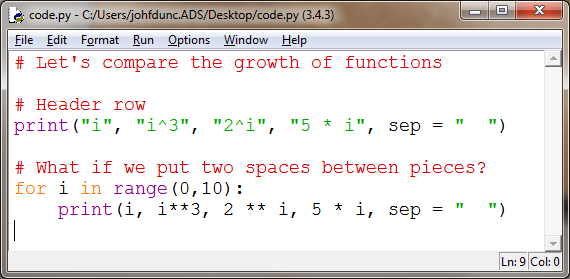 code.py - C:/Users/johfdunc.ADS/Desktop/code.py (3.4.3)
File Edit Format Run Options Window Help
# Let's compare the growth of functions
# Header row
print("i", "i^3", "2^i", "5 * i", sep = "  ")
# What if we put two spaces between pieces?
for i in range(0,10):
    print(i, i**3, 2 ** i, 5 * i, sep = "  ")
Ln: 9 Col: 0